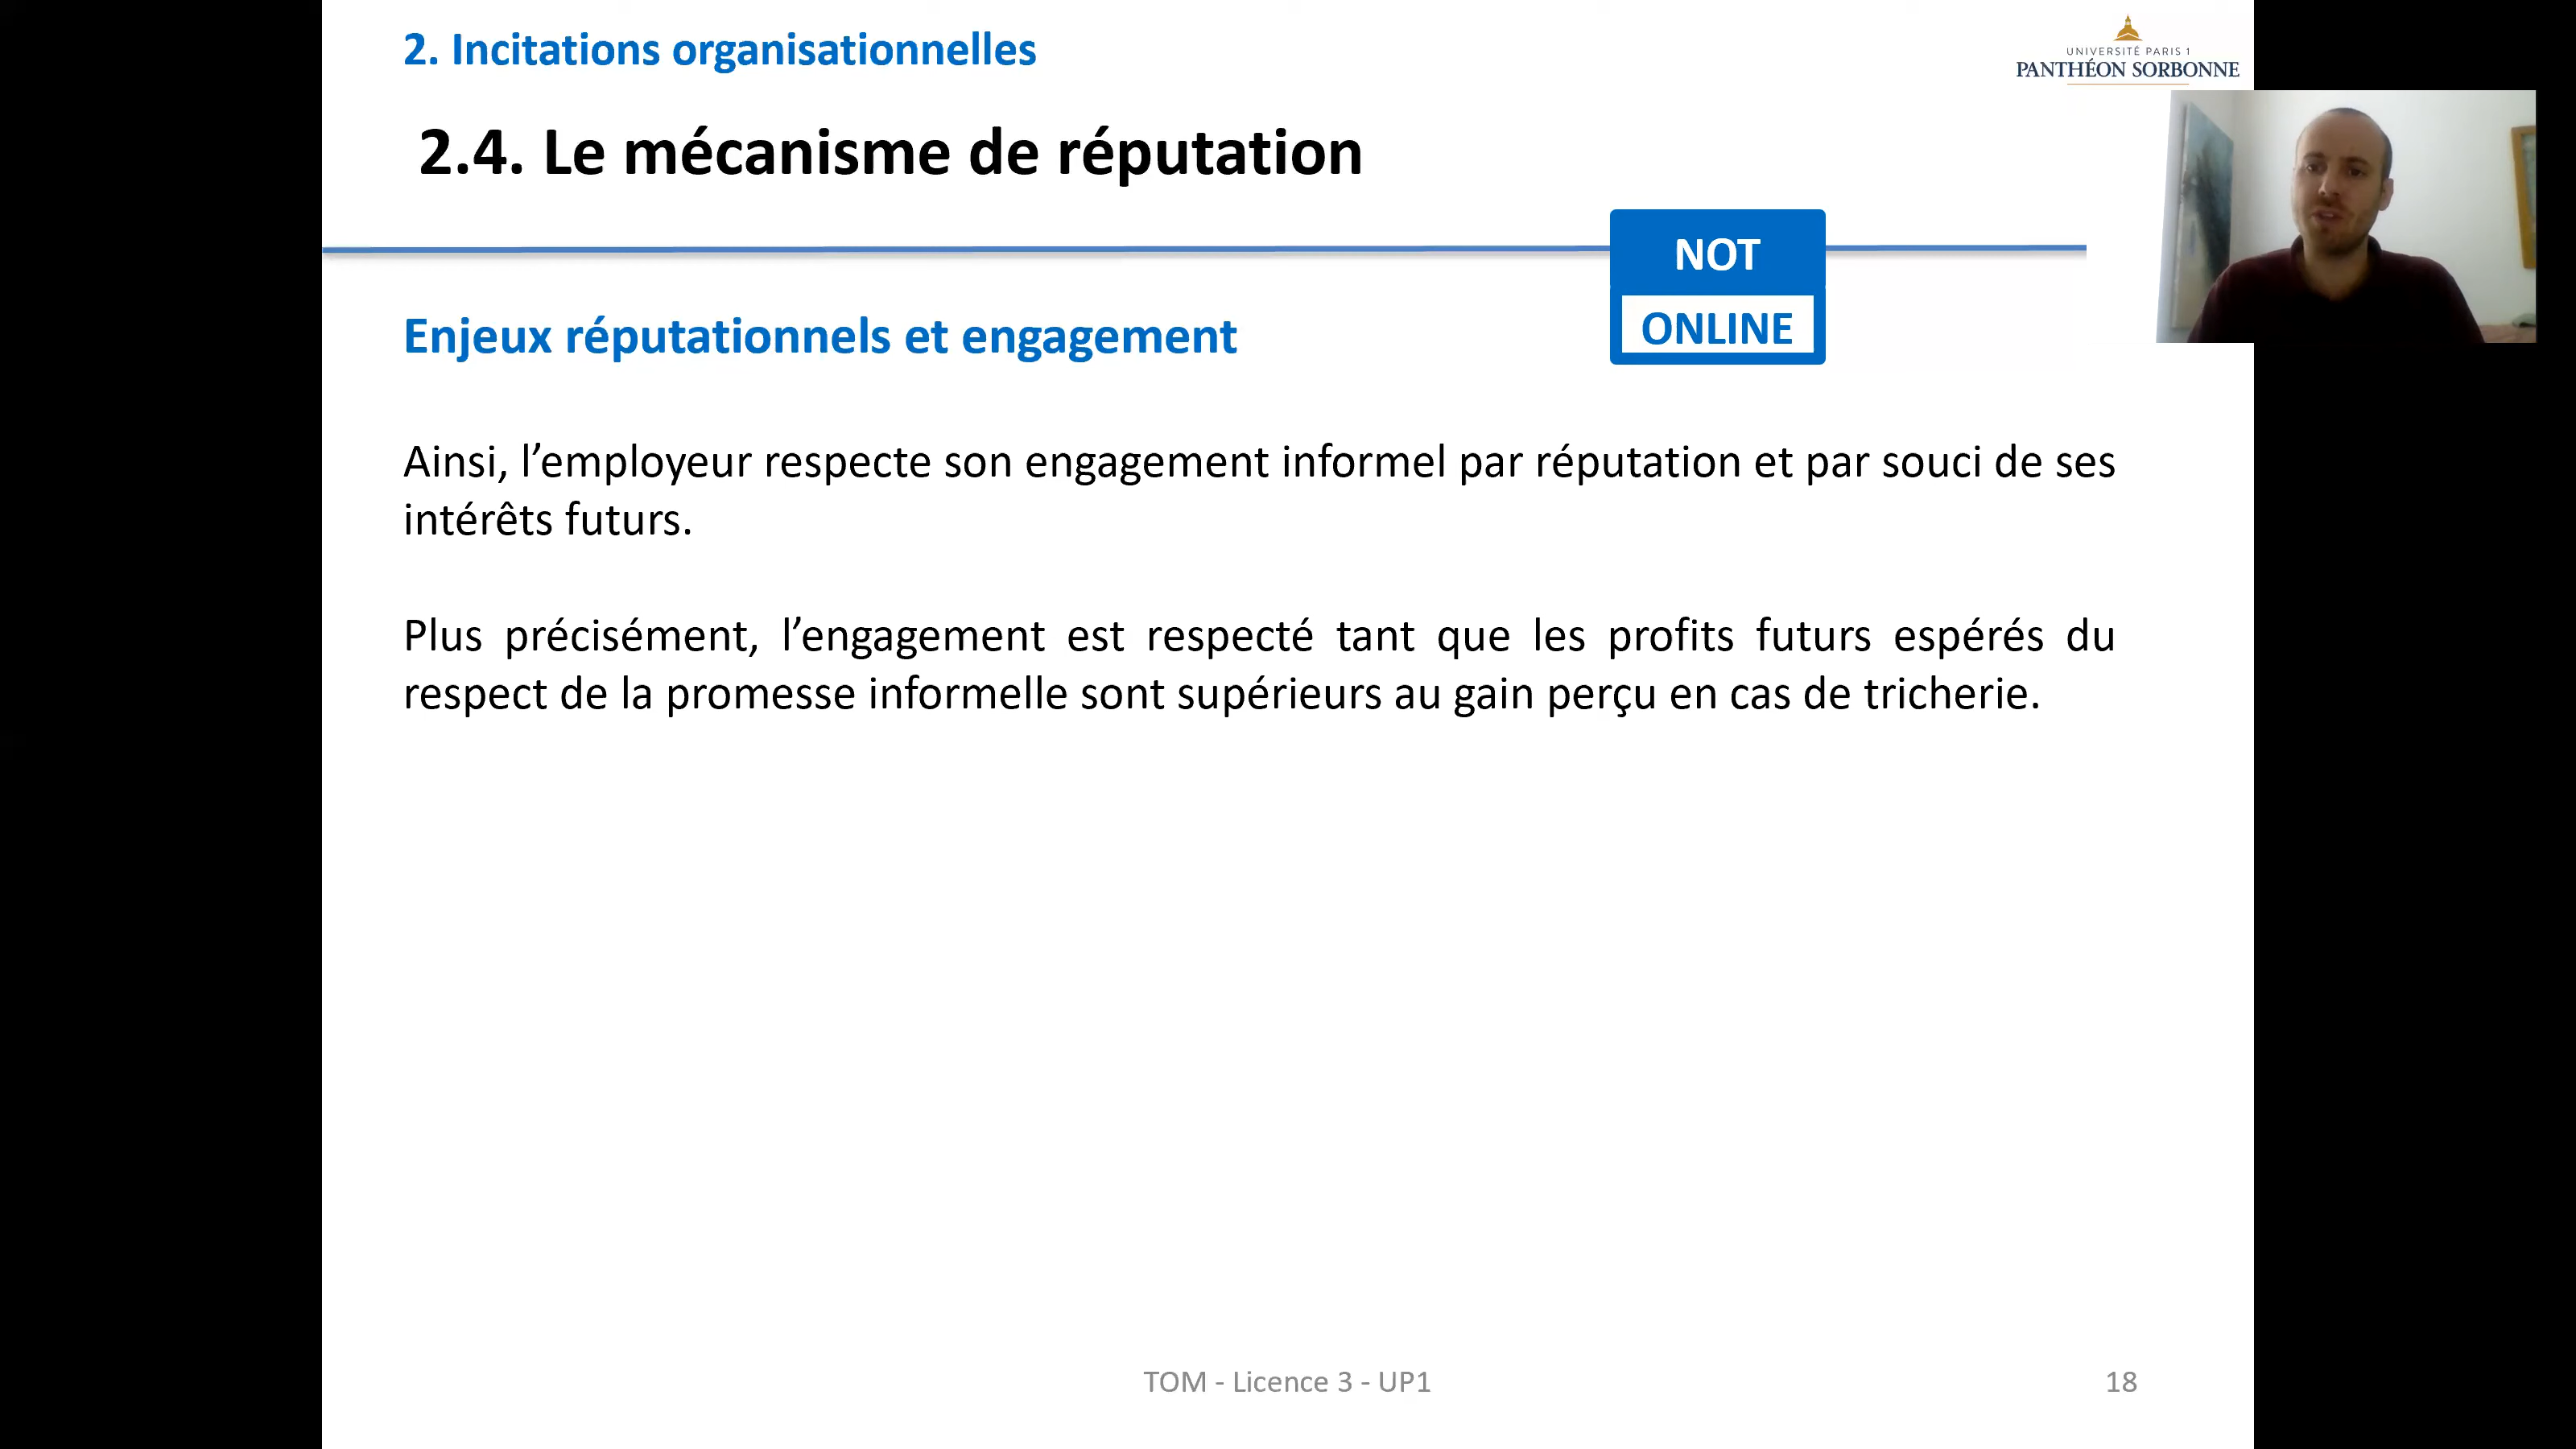 2. Incitations organisationnelles
UNIVERSITÉ PARIS 1
PANTHÉON SORBONNE
2.4. Le mécanisme de réputation
NOT
ONLINE
Enjeux réputationnels et engagement
Ainsi, l’employeur respecte son engagement informel par réputation et par souci de ses
intérêts futurs.
Plus précisément, l’engagement est respecté tant que les profits futurs espérés du
respect de la promesse informelle sont supérieurs au gain perçu en cas de tricherie.
TOM - Licence 3 - UP1
18